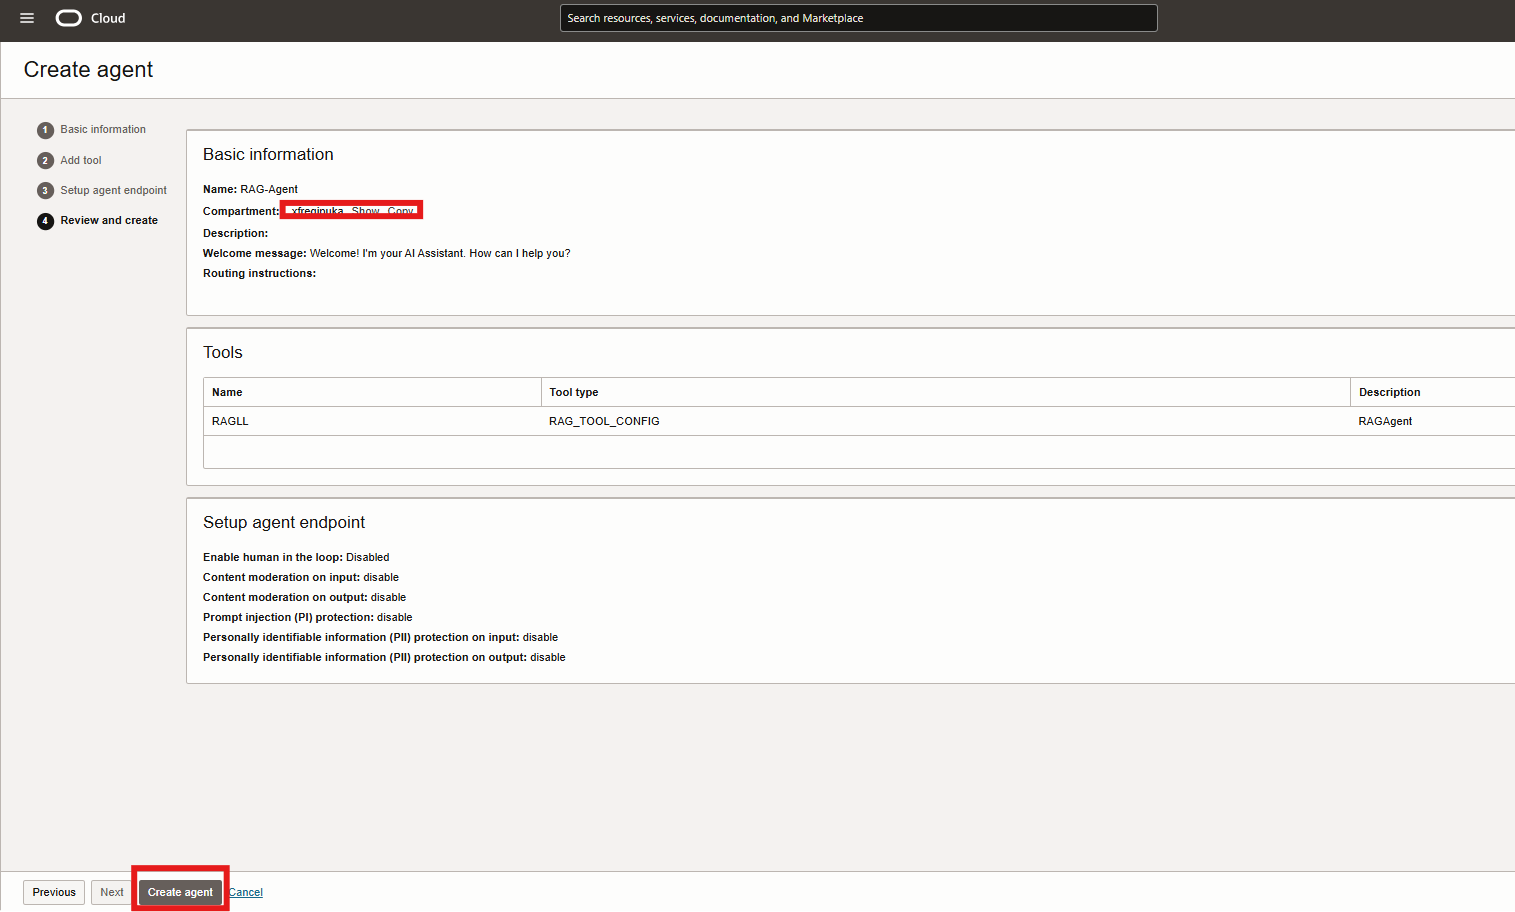 Cloud
Search resources, services, documentation, and Marketplace
Create agent
1 Basic information
2 Add tool
3 Setup agent endpoint
4 Review and create
Basic information
Name: RAG-Agent
Compartment: Show Copy
Description:
Welcome message: Welcome! I'm your AI Assistant. How can I help you?
Routing instructions:
Tools
Name Tool type Description
RAGLL RAG_TOOL_CONFIG RAGAgent
Setup agent endpoint
Enable human in the loop: Disabled
Content moderation on input: disable
Content moderation on output: disable
Prompt injection (PI) protection: disable
Personally identifiable information (PII) protection on input: disable
Personally identifiable information (PII) protection on output: disable
Previous Next Create agent Cancel